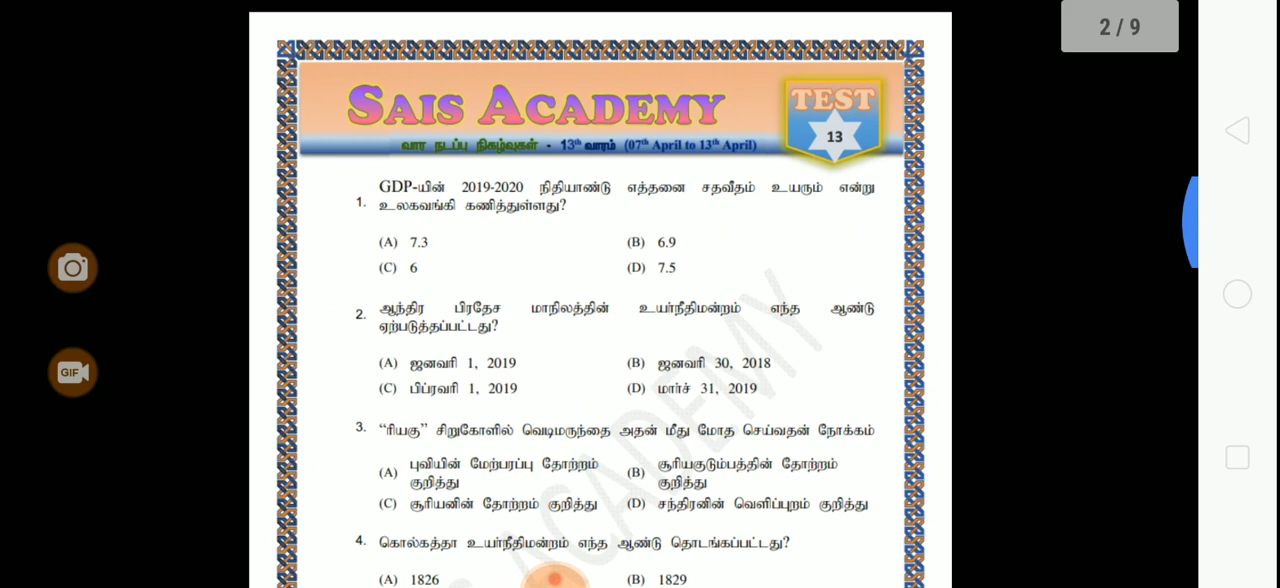 2 / 9
SAIS ACADEMY
TEST
13
வார நடப்பு நிகழ்வுகள் - 13th வாரம் (07th April to 13th April)
GDP-யின் 2019-2020 நிதியாண்டு எத்தனை சதவீதம் உயரும் என்று
1. உலகவங்கி கணித்துள்ளது?
(A) 7.3 (B) 6.9
(C) 6 (D) 7.5
ஆந்திர பிரதேச மாநிலத்தின் உயர்நீதிமன்றம் எந்த ஆண்டு
2. ஏற்படுத்தப்பட்டது?
(A) ஜனவரி 1, 2019 (B) ஜனவரி 30, 2018
(C) பிப்ரவரி 1, 2019 (D) மார்ச் 31, 2019
3. “ரியகு” சிறுகோளில் வெடிமருந்தை அதன் மீது மோத செய்வதன் நோக்கம்
(A) புவியின் மேற்பரப்பு தோற்றம் குறித்து (B) சூரியகுடும்பத்தின் தோற்றம் குறித்து
(C) சூரியனின் தோற்றம் குறித்து (D) சந்திரனின் வெளிப்புறம் குறித்து
4. கொல்கத்தா உயர்நீதிமன்றம் எந்த ஆண்டு தொடங்கப்பட்டது?
(A) 1826 (B) 1829
GIF
S ACADEMY